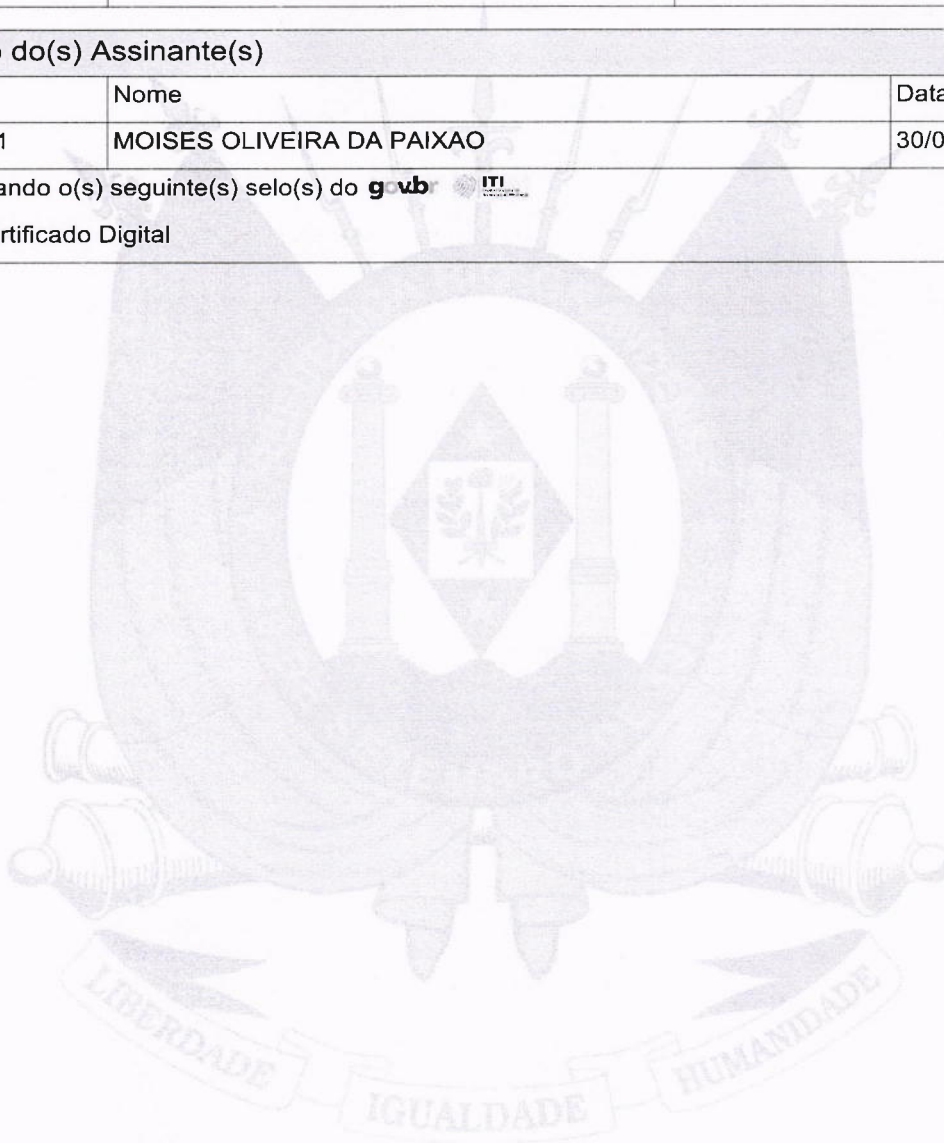 do(s) Assinante(s)
Nome Data
1 MOISES OLIVEIRA DA PAIXAO 30/0
ando o(s) seguinte(s) selo(s) do gov.br ITI
rtificado Digital
LIBERDADE
IGUALDADE
HUMANIDADE